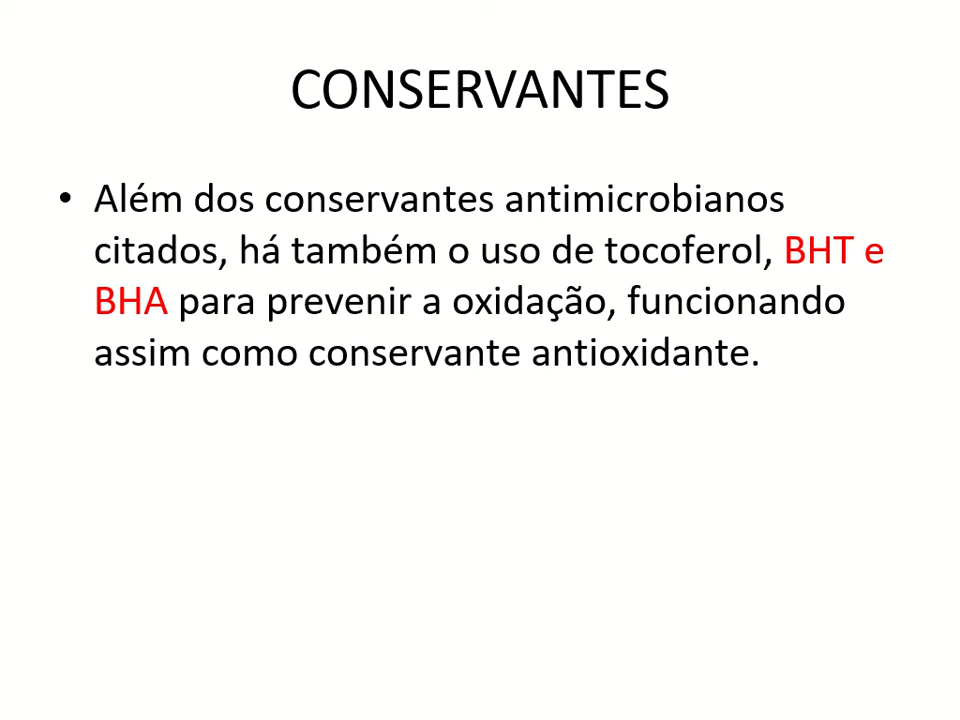 CONSERVANTES
• Além dos conservantes antimicrobianos
citados, há também o uso de tocoferol, BHT e
BHA para prevenir a oxidação, funcionando
assim como conservante antioxidante.